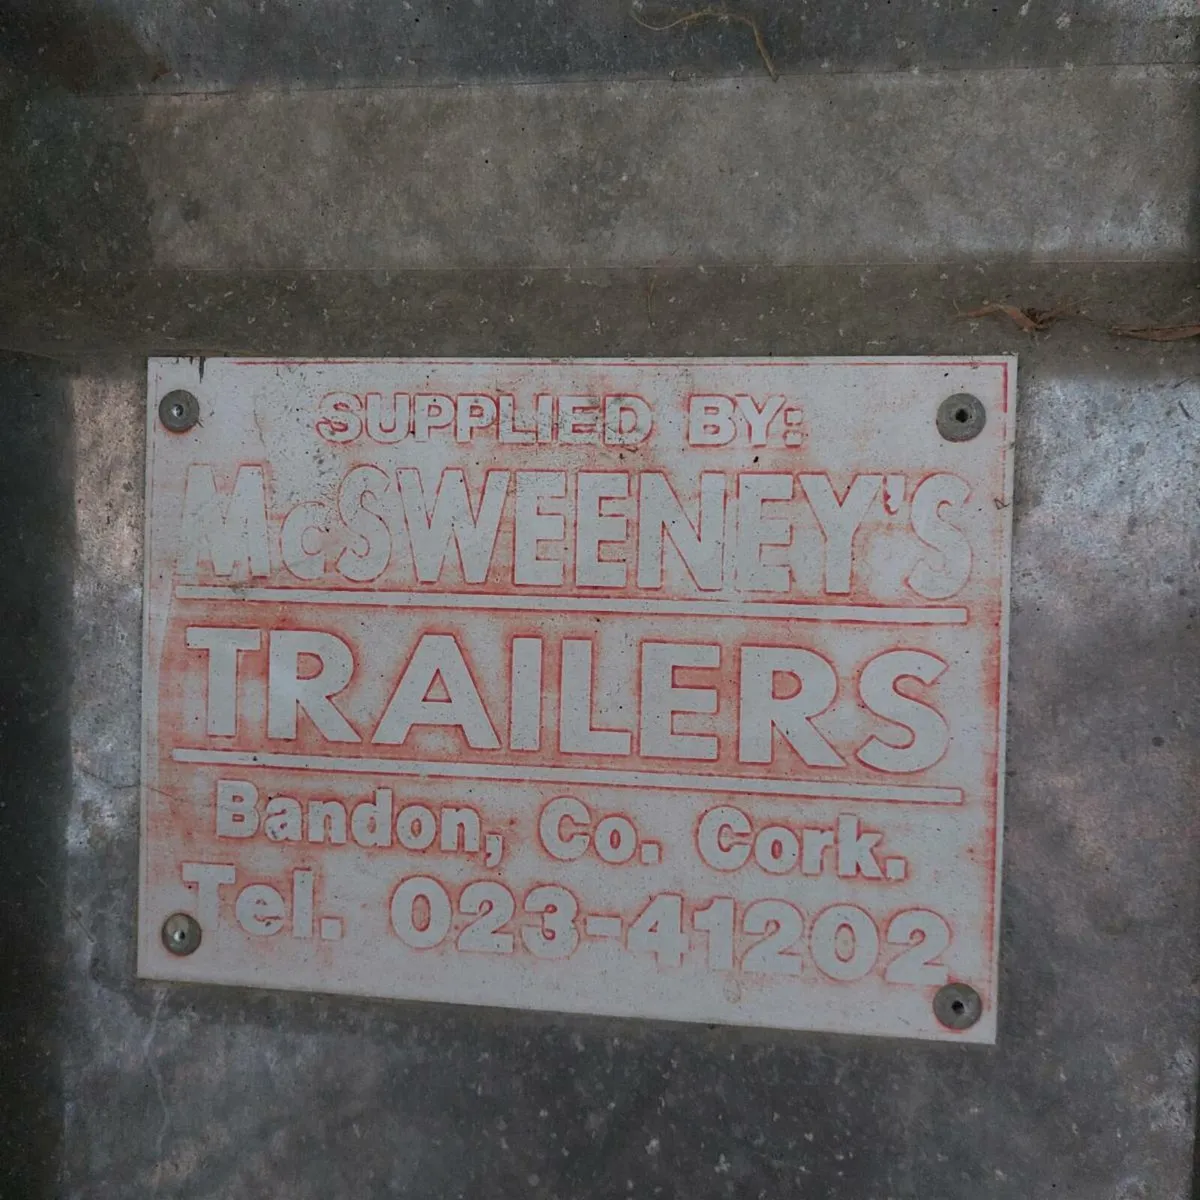 SUPPLIED BY:
McSWEENEY'S
TRAILERS
Bandon, Co. Cork.
Tel. 023-41202